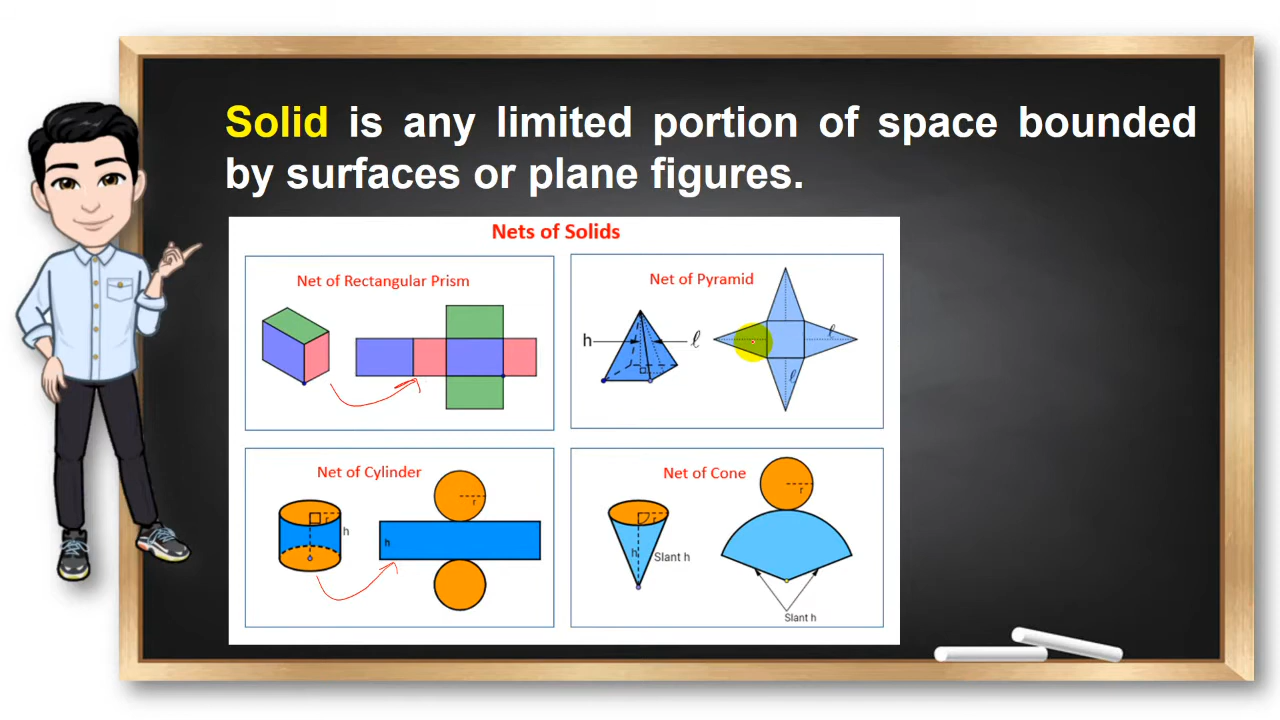 Solid is any limited portion of space bounded
by surfaces or plane figures.
Nets of Solids
Net of Rectangular Prism
Net of Pyramid
h
ℓ
ℓ
ℓ
Net of Cylinder
r
h
r
h
Net of Cone
r
h
Slant h
r
Slant h